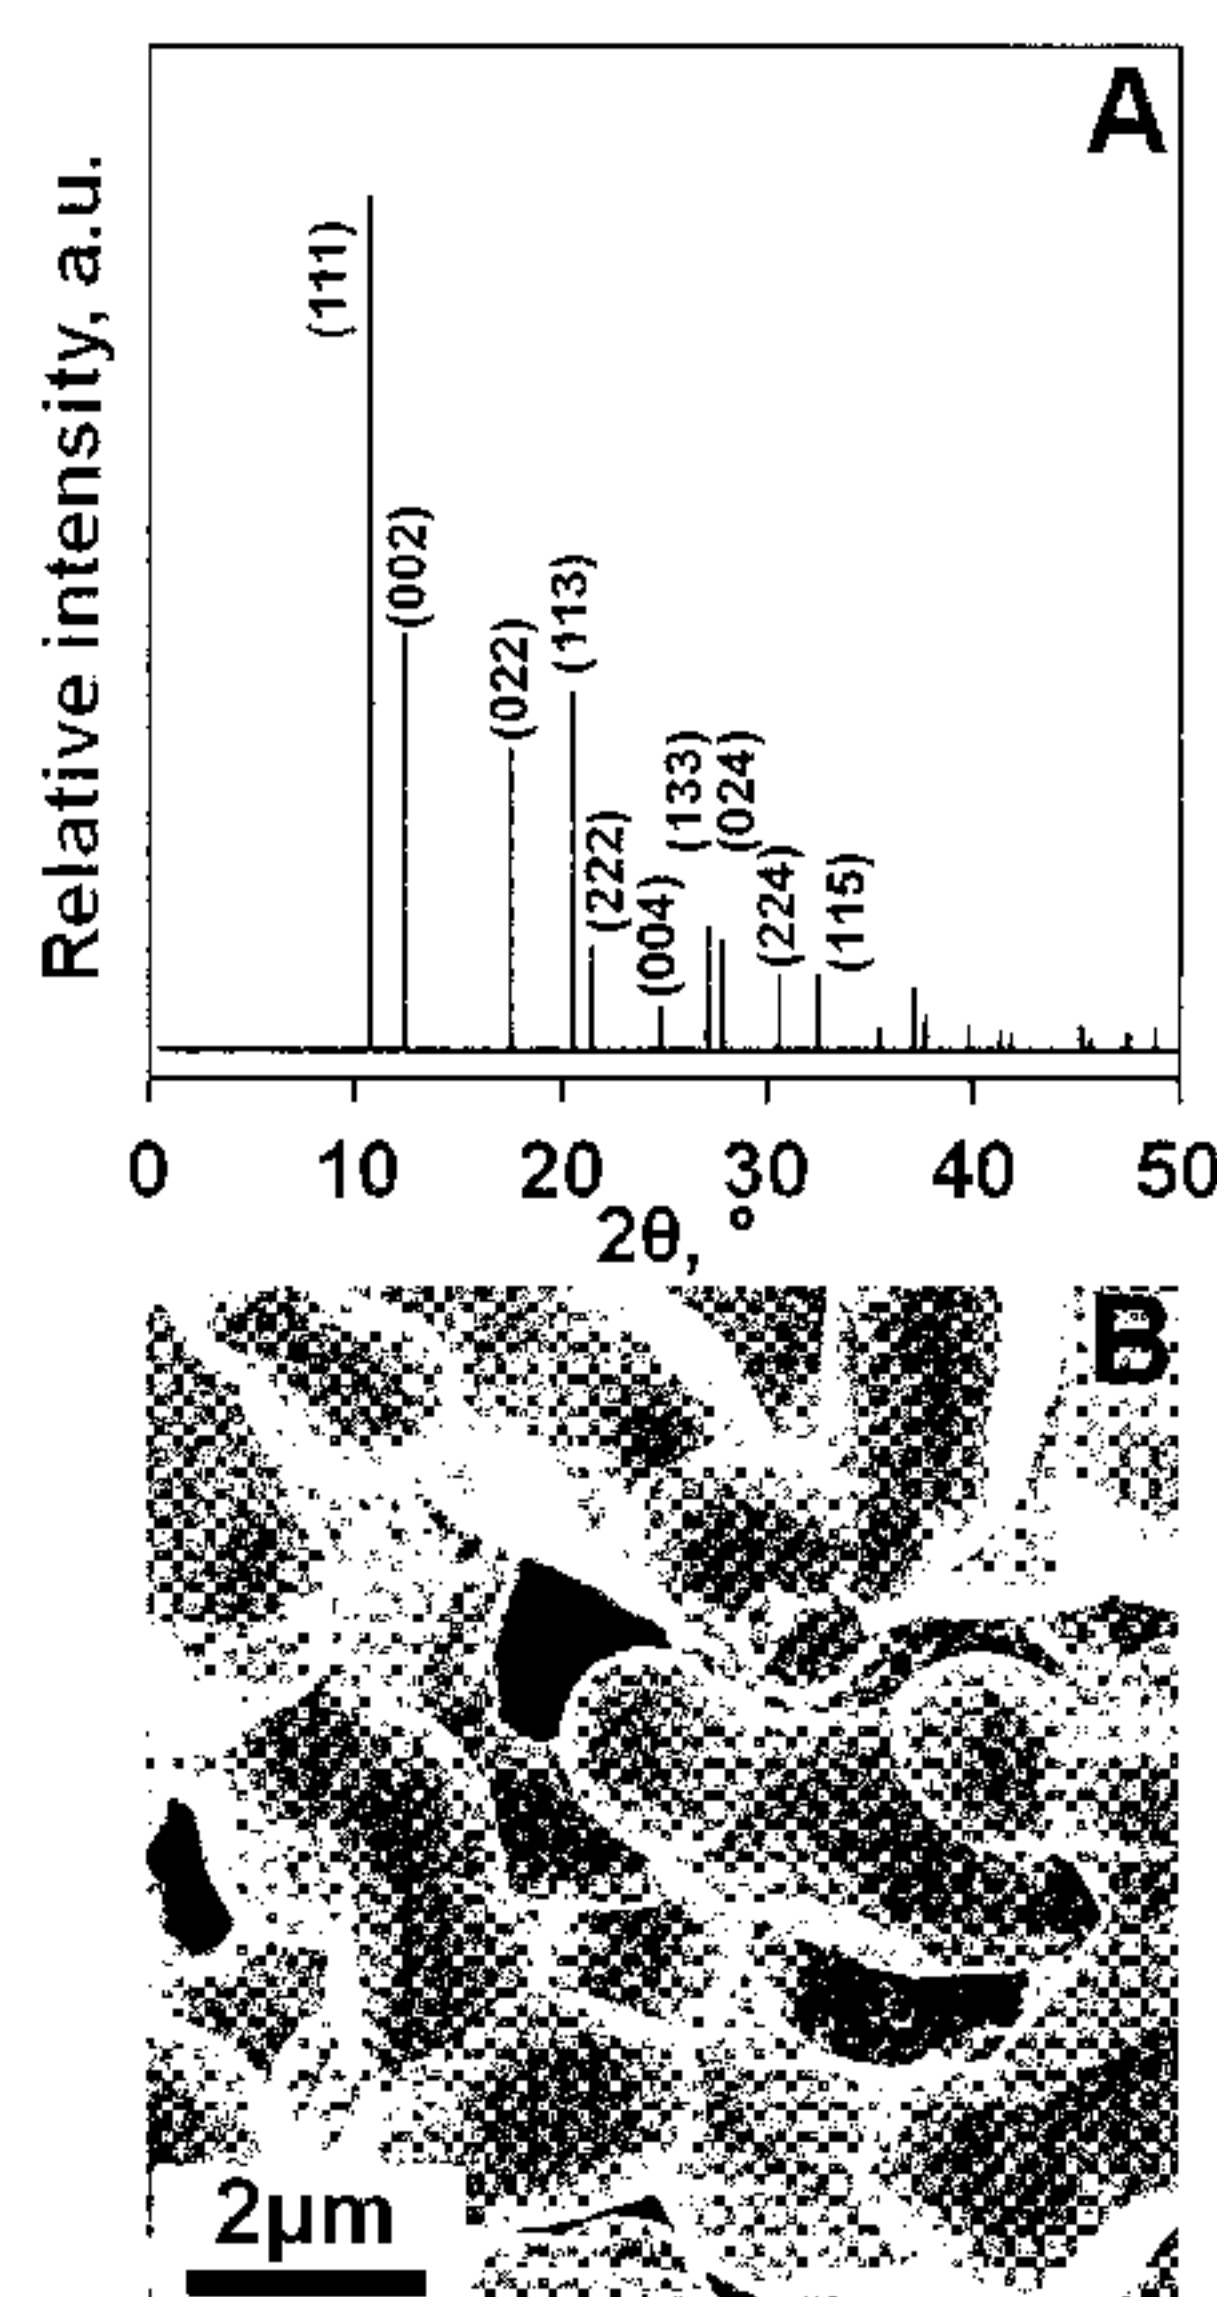 A
Relative intensity, a.u.
(111)
(002)
(022)
(113)
(222)
(004)
(133)
(024)
(224)
(115)
0 10 20 30 40 50
2θ, °
B
2µm